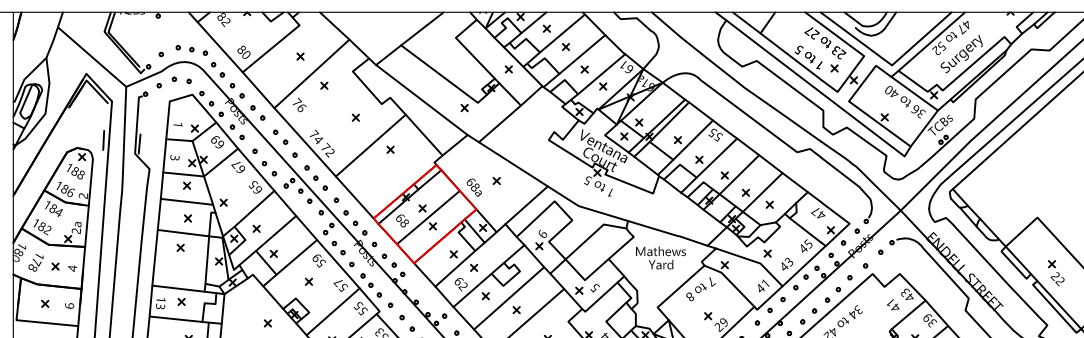 82
80
76
74 72
Posts
1
3
69
67
65
188
186
2
184
182
2a
180
178
4
6
13
59
57
55
53
Posts
68
68a
62
6
5
4
Ventana
Court
1 to 5
61
61a
55
47
45
43
41
Mathews
Yard
7 to 8
29
Posts
34 to 42
41
43
39
ENDELL STREET
22
1 to 5
23 to 27
47 to 52
Surgery
36 to 40
TCBs